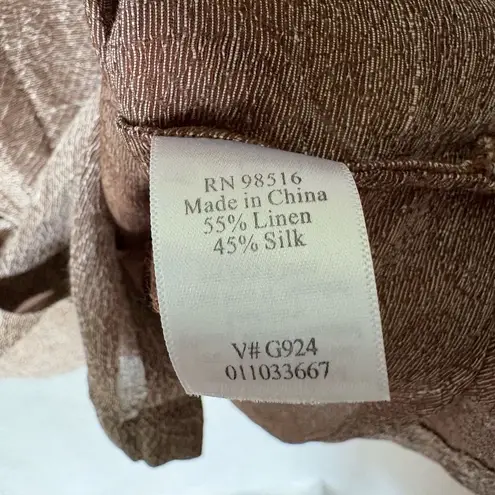 RN 98516
Made in China
55% Linen
45% Silk
V# G924
011033667